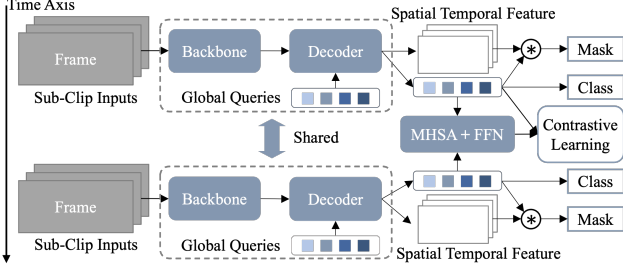 Time Axis
Spatial Temporal Feature
Frame
Backbone
Decoder
Mask
Sub-Clip Inputs
Global Queries
Class
Shared
MHSA + FFN
Contrastive
Learning
Frame
Backbone
Decoder
Class
Mask
Sub-Clip Inputs
Global Queries
Spatial Temporal Feature